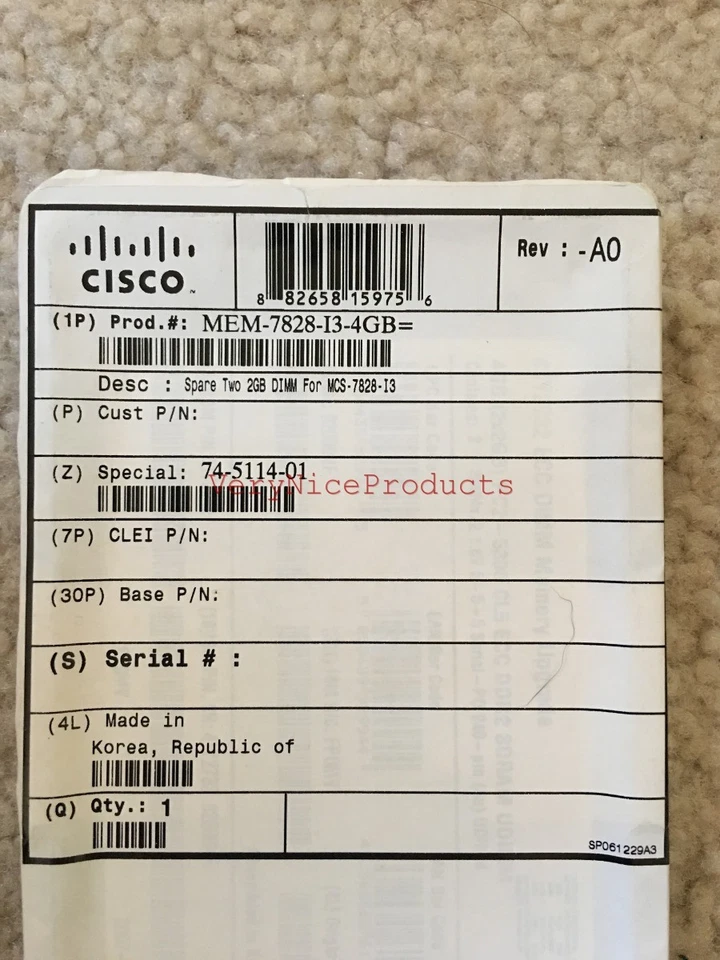 CISCO
8 82658 15975 6
Rev : -A0
(1P) Prod.#: MEM-7828-I3-4GB=
Desc : Spare Two 2GB DIMM For MCS-7828-I3
(P) Cust P/N:
(Z) Special: 74-5114-01
VeryNiceProducts
(7P) CLEI P/N:
(30P) Base P/N:
(S) Serial # :
(4L) Made in
Korea, Republic of
(Q) Qty.: 1
SP061229A3